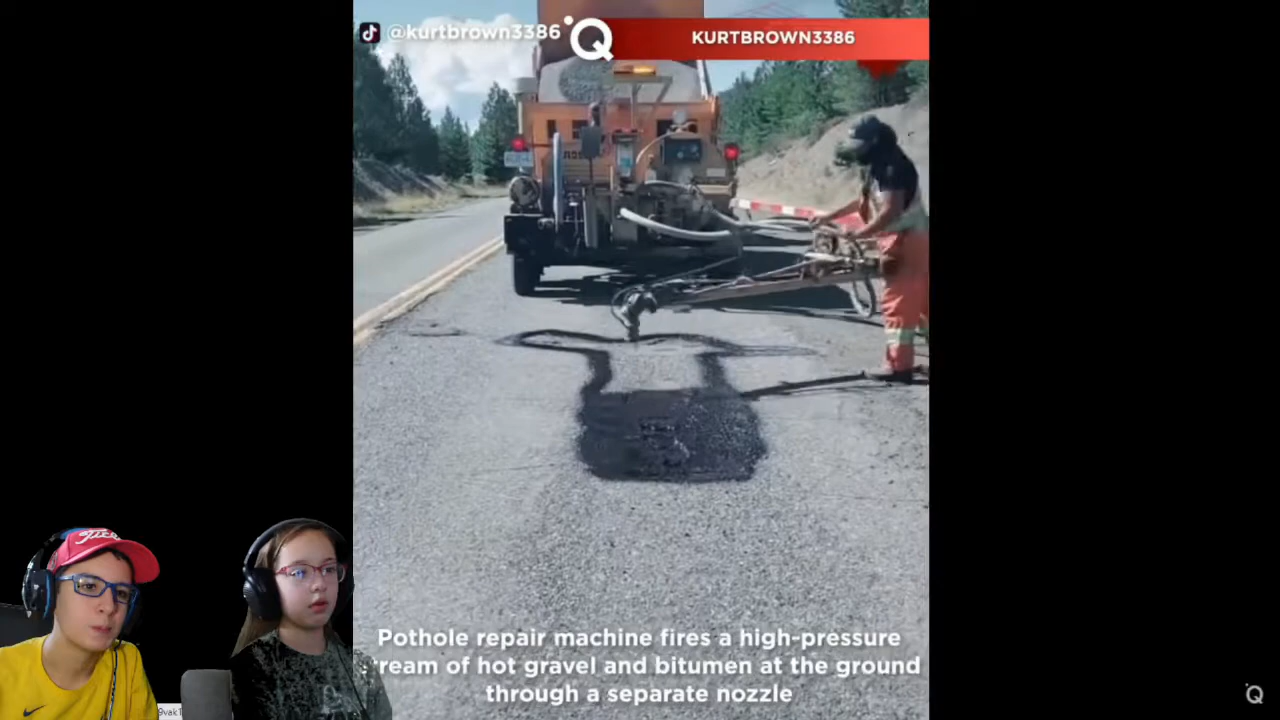 @kurtbrown3386
Q
KURTBROWN3386
Pothole repair machine fires a high-pressure
ream of hot gravel and bitumen at the ground
through a separate nozzle
9vak1
Q